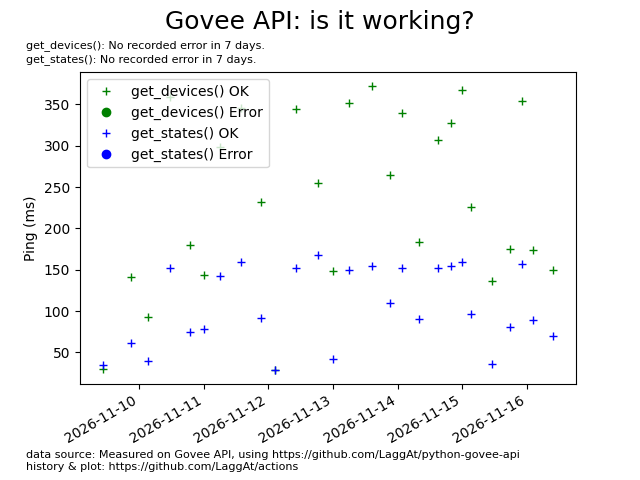 Govee API: is it working?
get_devices(): No recorded error in 7 days.
get_states(): No recorded error in 7 days.
get_devices() OK
get_devices() Error
get_states() OK
get_states() Error
Ping (ms)
350
300
250
200
150
100
50
2026-11-10
2026-11-11
2026-11-12
2026-11-13
2026-11-14
2026-11-15
2026-11-16
data source: Measured on Govee API, using https://github.com/LaggAt/python-govee-api
history & plot: https://github.com/LaggAt/actions